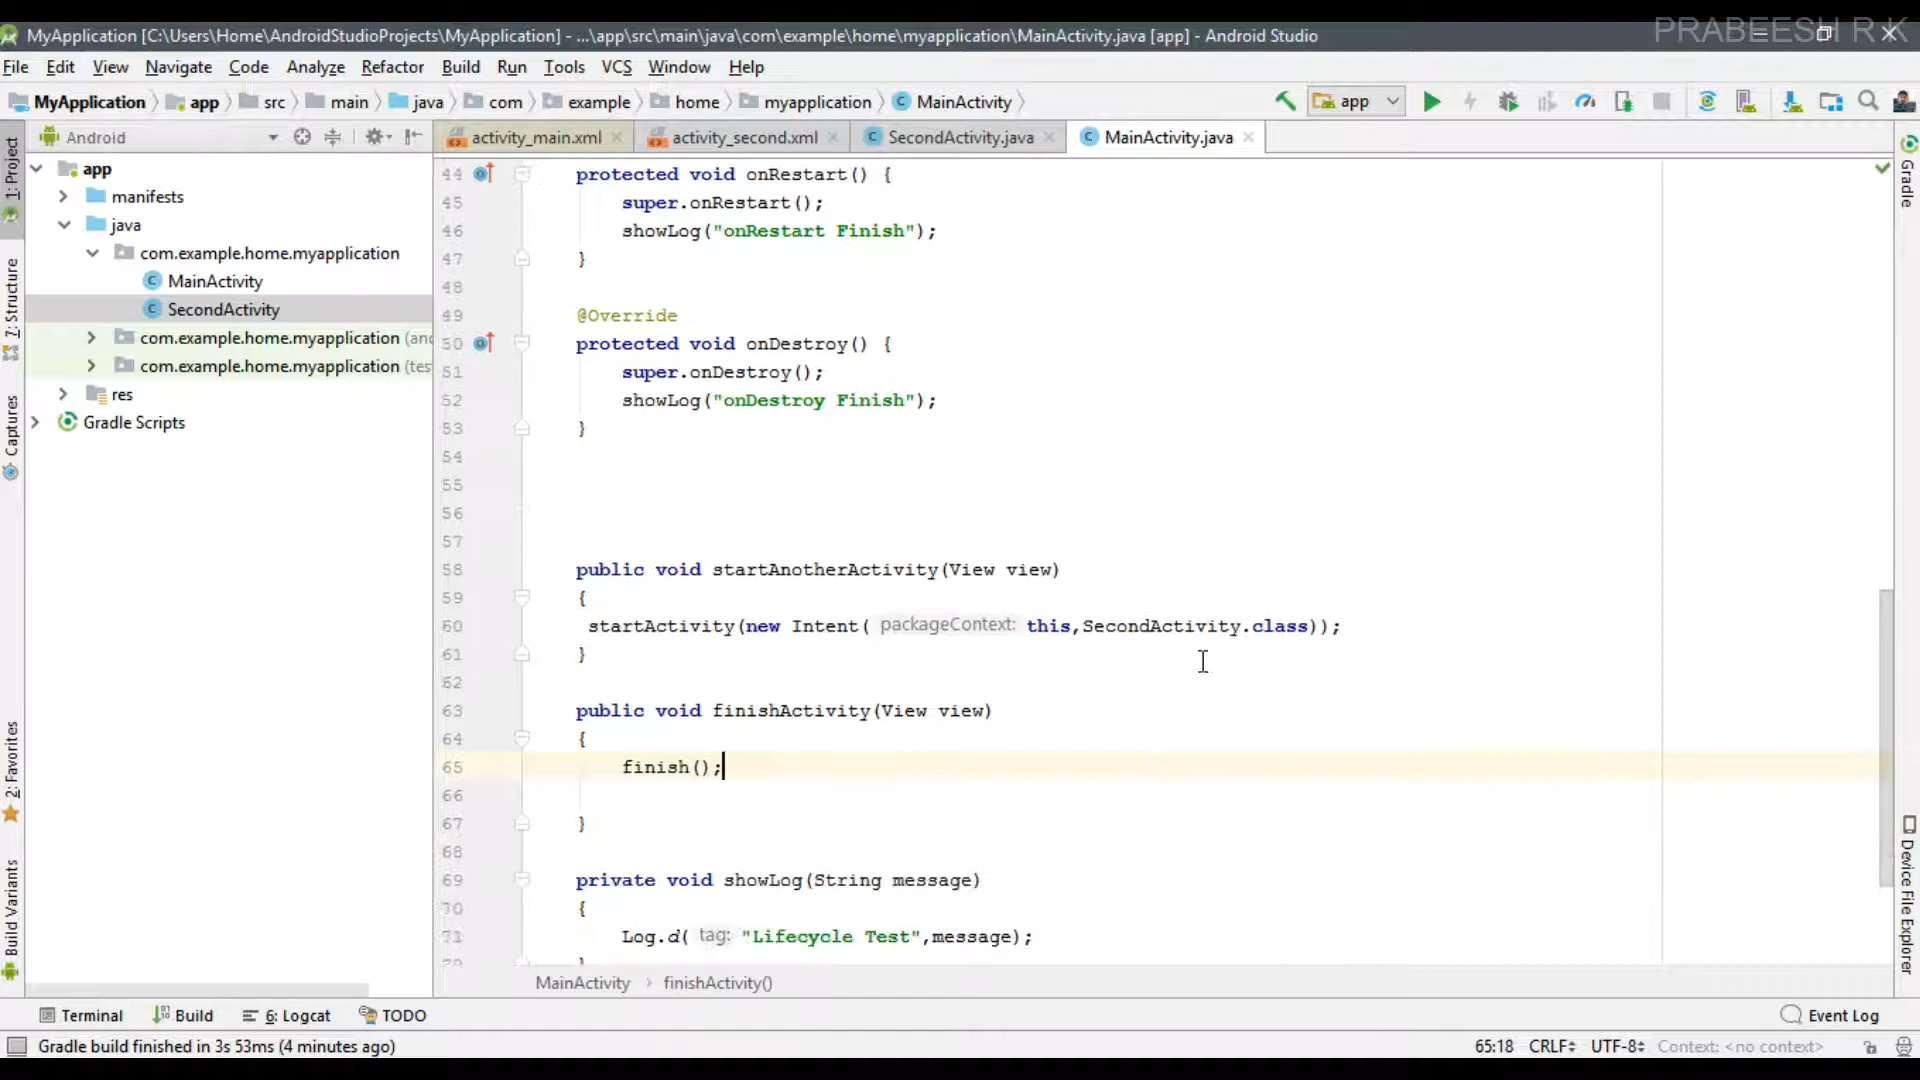 PRABEESH R K
MyApplication [C:\Users\Home\AndroidStudioProjects\MyApplication] - ...\app\src\main\java\com\example\home\myapplication\MainActivity.java [app] - Android Studio
File Edit View Navigate Code Analyze Refactor Build Run Tools VCS Window Help
MyApplication app src main java com example home myapplication MainActivity app
Android activity_main.xml activity_second.xml SecondActivity.java MainActivity.java
1: Project
7: Structure
Captures
2: Favorites
Build Variants
app
manifests
java
com.example.home.myapplication
MainActivity
SecondActivity
com.example.home.myapplication (and
com.example.home.myapplication (tes
res
Gradle Scripts
44 protected void onRestart() {
45 super.onRestart();
46 showLog("onRestart Finish");
47 }
48
49 @Override
50 protected void onDestroy() {
51 super.onDestroy();
52 showLog("onDestroy Finish");
53 }
54
55
56
57
58 public void startAnotherActivity(View view)
59 {
60 startActivity(new Intent( packageContext: this,SecondActivity.class));
61 }
62
63 public void finishActivity(View view)
64 {
65 finish();
66
67 }
68
69 private void showLog(String message)
70 {
71 Log.d( tag: "Lifecycle Test",message);
72 }
MainActivity › finishActivity()
Gradle
Device File Explorer
Terminal Build 6: Logcat TODO Event Log
Gradle build finished in 3s 53ms (4 minutes ago) 65:18 CRLF UTF-8 Context: <no context>